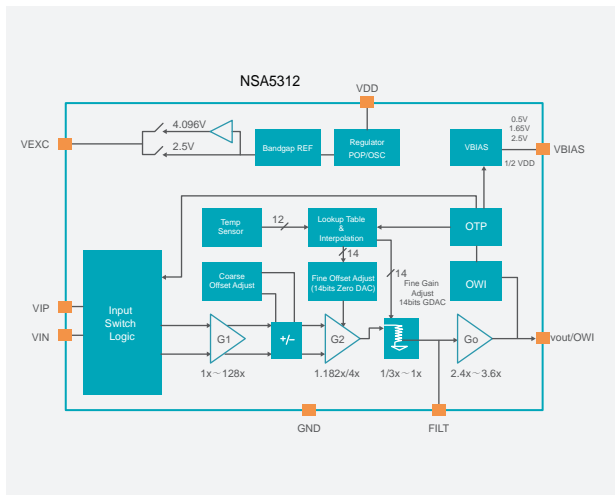 NSA5312
VDD
4.096V
0.5V
1.65V
2.5V
VEXC
2.5V
Bandgap REF
Regulator
POP/OSC
VBIAS
VBIAS
1/2 VDD
Temp
Sensor
12
Lookup Table
&
Interpolation
OTP
14
14
Coarse
Offset Adjust
Fine Offset Adjust
(14bits Zero DAC)
Fine Gain
Adjust
14bits GDAC
OWI
VIP
VIN
Input
Switch
Logic
G1
+/−
G2
Go
vout/OWI
1x～128x
1.182x/4x
1/3x～1x
2.4x～3.6x
GND
FILT